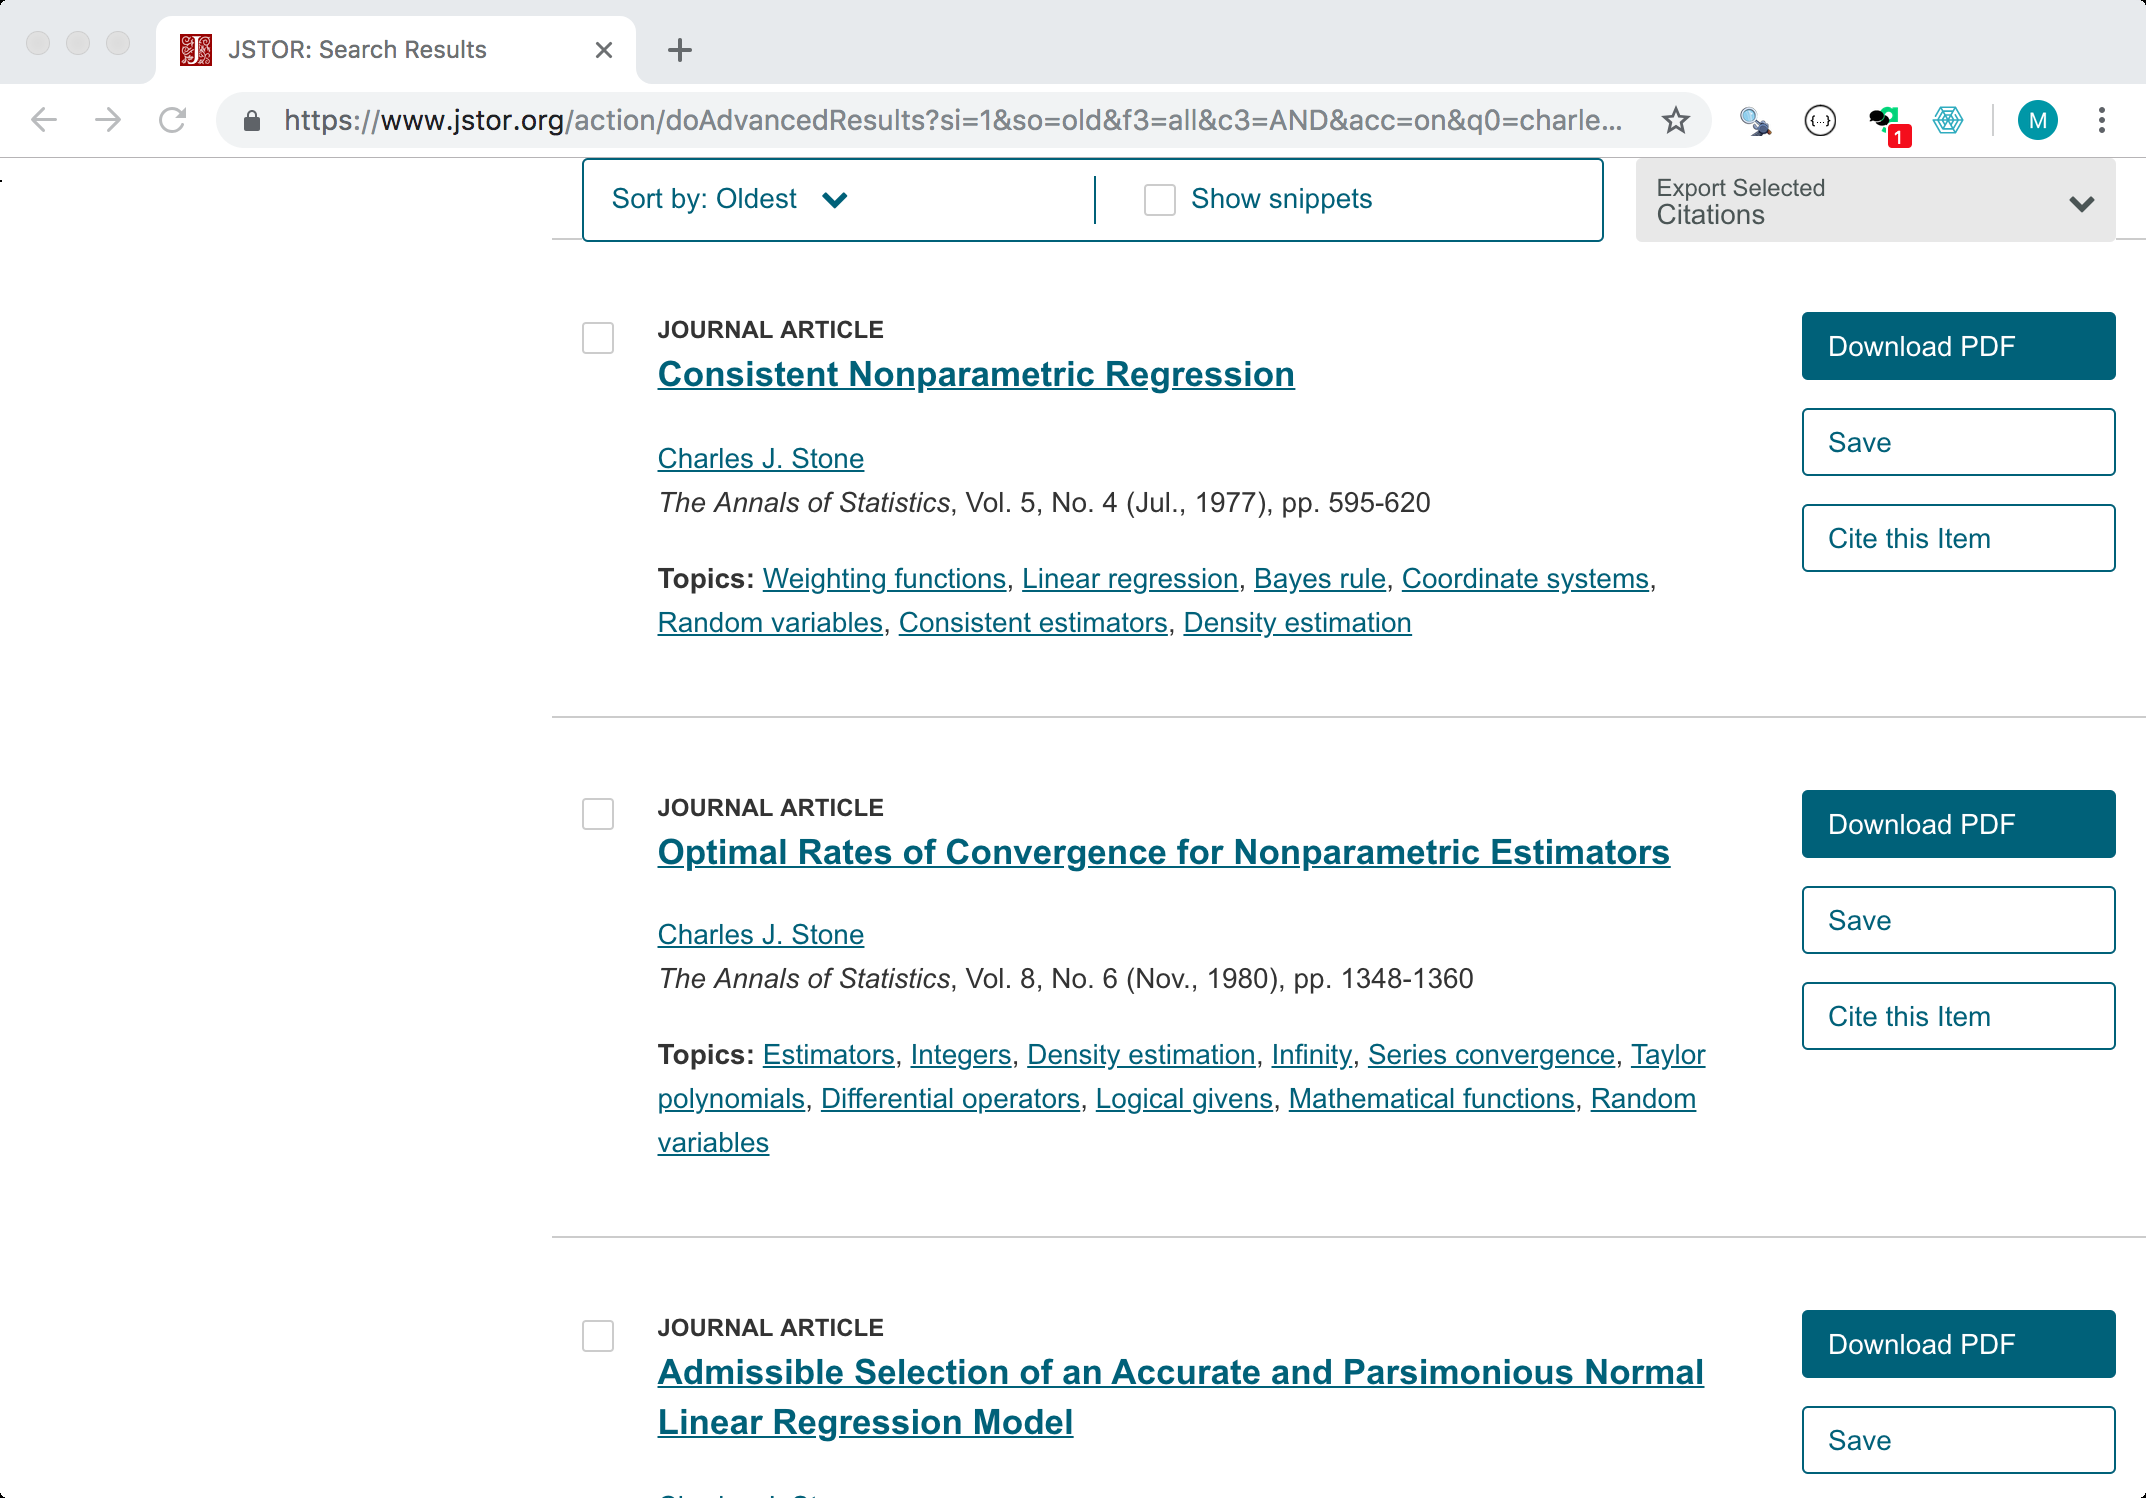 JSTOR: Search Results
https://www.jstor.org/action/doAdvancedResults?si=1&so=old&f3=all&c3=AND&acc=on&q0=charle...
{...}
1
M
Sort by: Oldest
Show snippets
Export Selected
Citations
JOURNAL ARTICLE
Consistent Nonparametric Regression
Charles J. Stone
The Annals of Statistics, Vol. 5, No. 4 (Jul., 1977), pp. 595-620
Topics: Weighting functions, Linear regression, Bayes rule, Coordinate systems,
Random variables, Consistent estimators, Density estimation
Download PDF
Save
Cite this Item
JOURNAL ARTICLE
Optimal Rates of Convergence for Nonparametric Estimators
Charles J. Stone
The Annals of Statistics, Vol. 8, No. 6 (Nov., 1980), pp. 1348-1360
Topics: Estimators, Integers, Density estimation, Infinity, Series convergence, Taylor
polynomials, Differential operators, Logical givens, Mathematical functions, Random
variables
Download PDF
Save
Cite this Item
JOURNAL ARTICLE
Admissible Selection of an Accurate and Parsimonious Normal
Linear Regression Model
Download PDF
Save